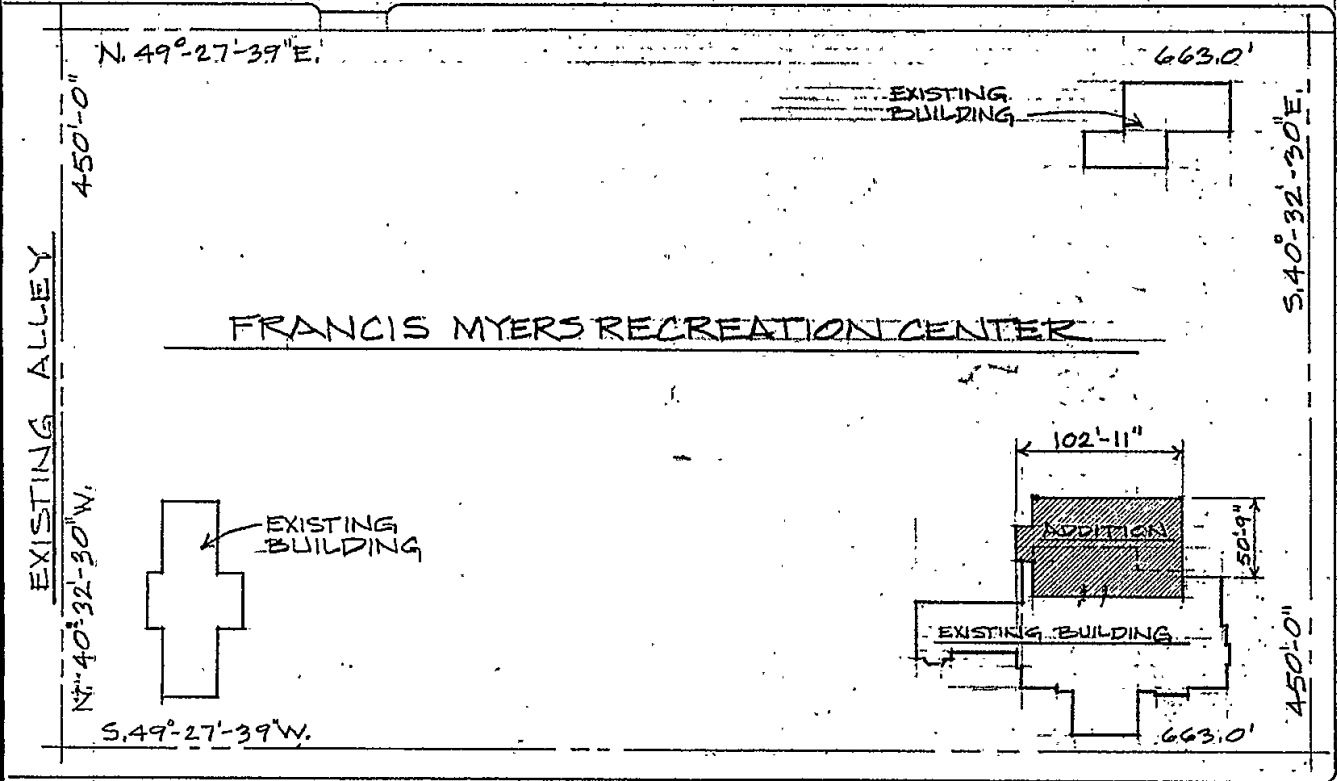 N. 49°-27'-39"E.
663.0'
450'-0"
EXISTING
BUILDING
S.40°-32'-30"E.
EXISTING ALLEY
FRANCIS MYERS RECREATION CENTER
102'-11"
ADDITION
50'-9"
EXISTING
BUILDING
EXISTING BUILDING
N. 40°-32'-30"W.
450'-0"
S.49°-27'-39"W.
663.0'